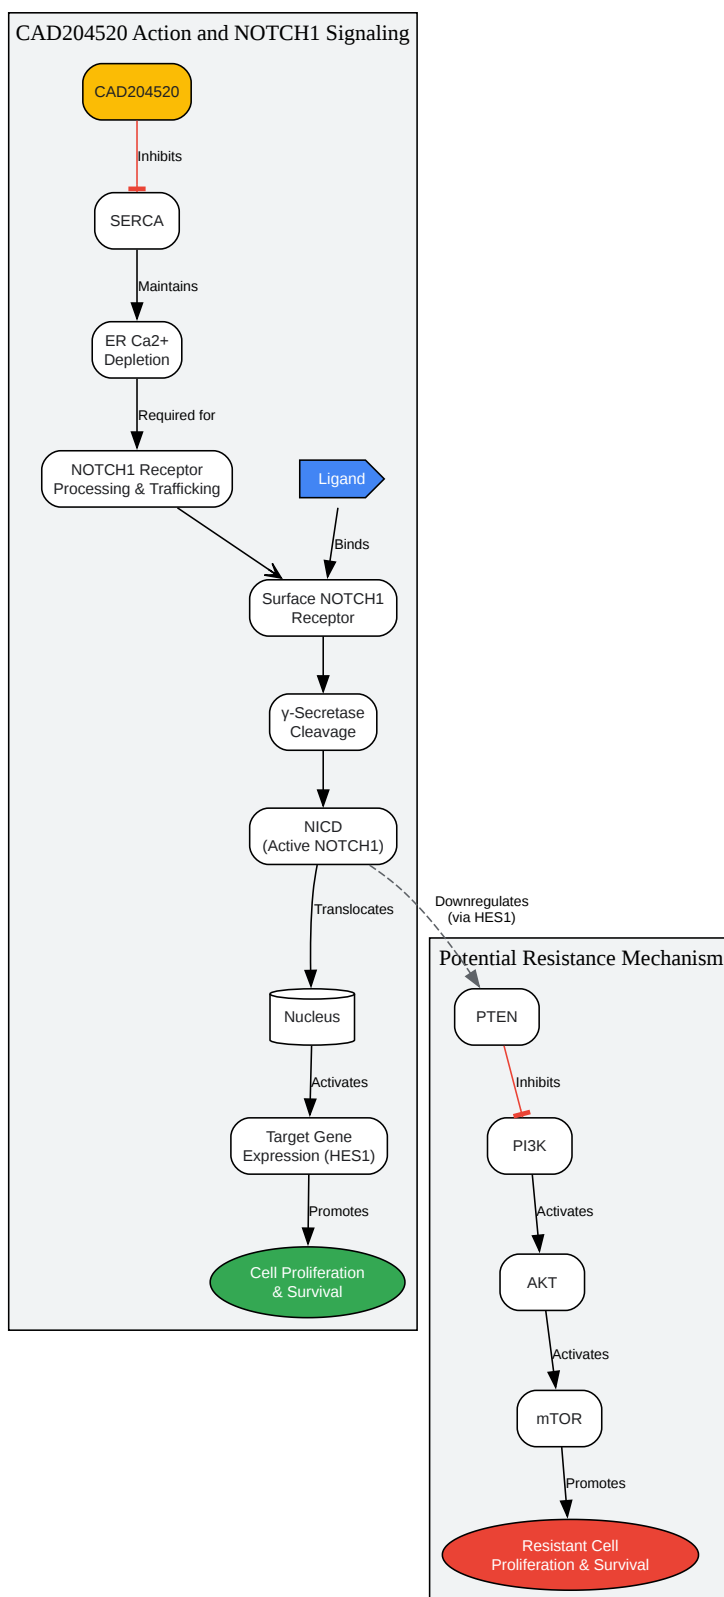 CAD204520 Action and NOTCH1 Signaling
CAD204520
Inhibits
SERCA
Maintains
ER Ca2+
Depletion
Required for
NOTCH1 Receptor
Processing & Trafficking
Ligand
Binds
Surface NOTCH1
Receptor
γ-Secretase
Cleavage
NICD
(Active NOTCH1)
Translocates
Downregulates
(via HES1)
Nucleus
Activates
Target Gene
Expression (HES1)
Promotes
Cell Proliferation
& Survival
Potential Resistance Mechanism
PTEN
Inhibits
PI3K
Activates
AKT
Activates
mTOR
Promotes
Resistant Cell
Proliferation & Survival